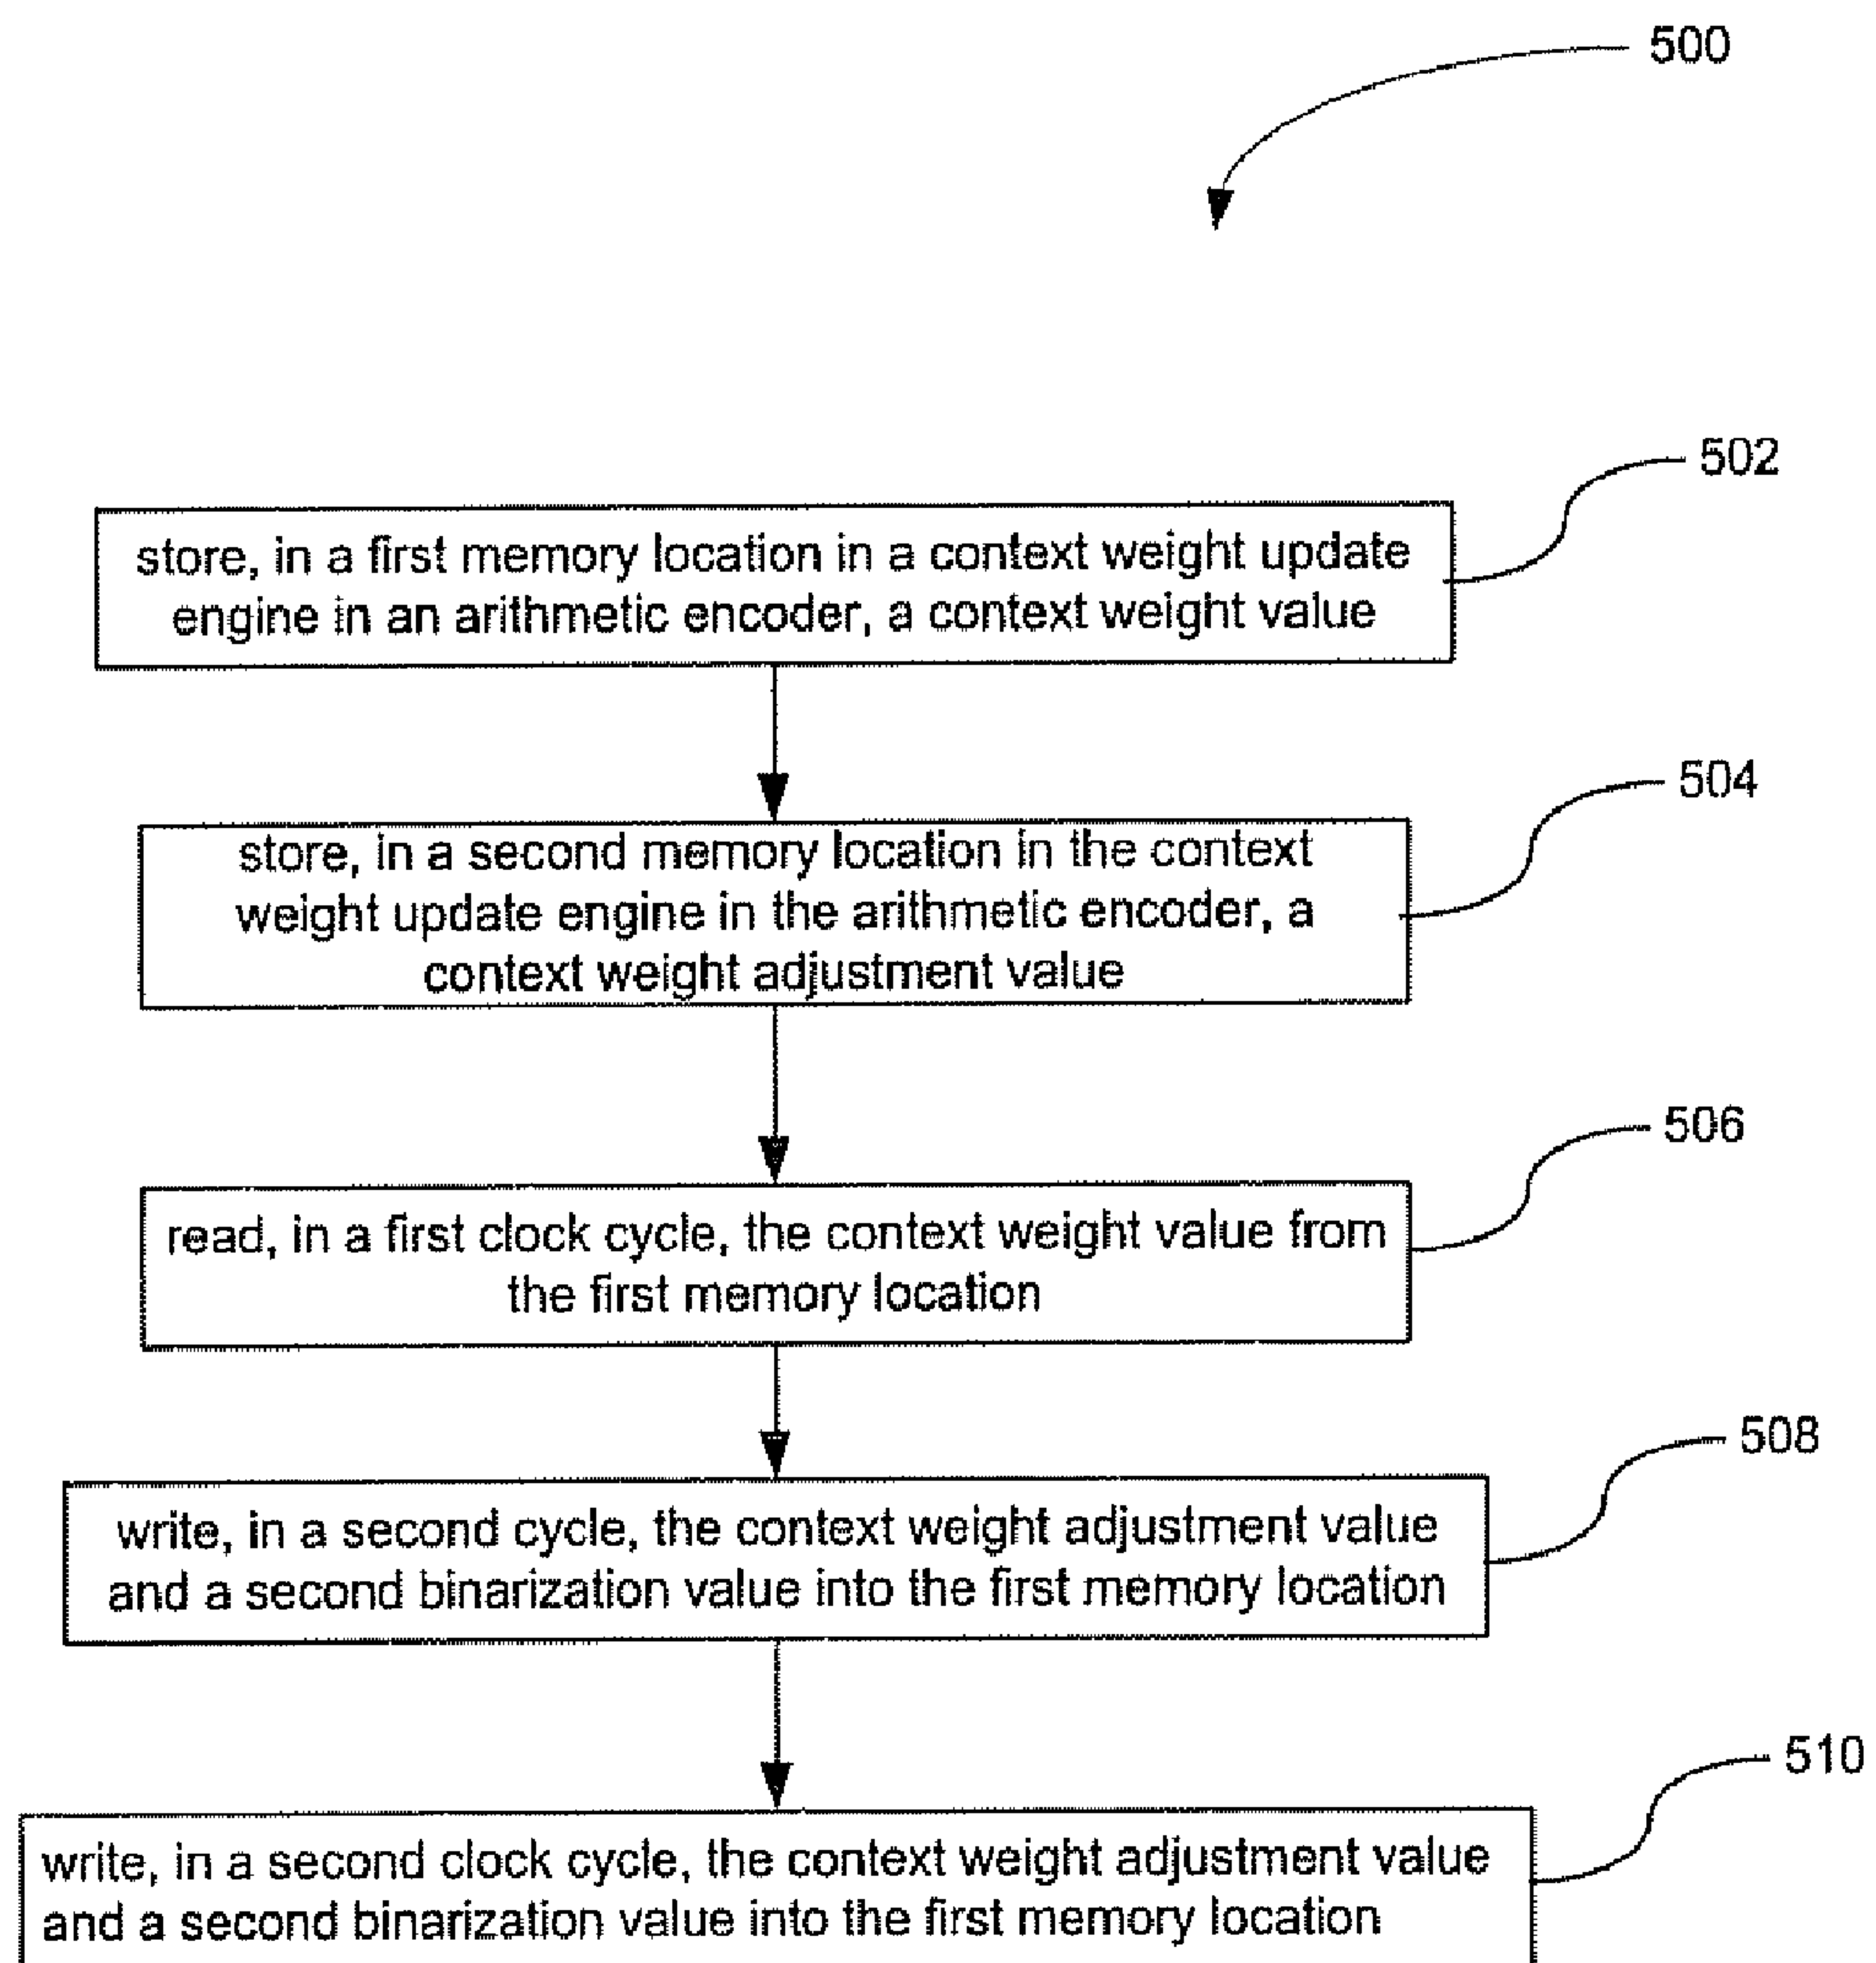 500
502
store, in a first memory location in a context weight update
engine in an arithmetic encoder, a context weight value
504
store, in a second memory location in the context
weight update engine in the arithmetic encoder, a
context weight adjustment value
506
read, in a first clock cycle, the context weight value from
the first memory location
508
write, in a second cycle, the context weight adjustment value
and a second binarization value into the first memory location
510
write, in a second clock cycle, the context weight adjustment value
and a second binarization value into the first memory location